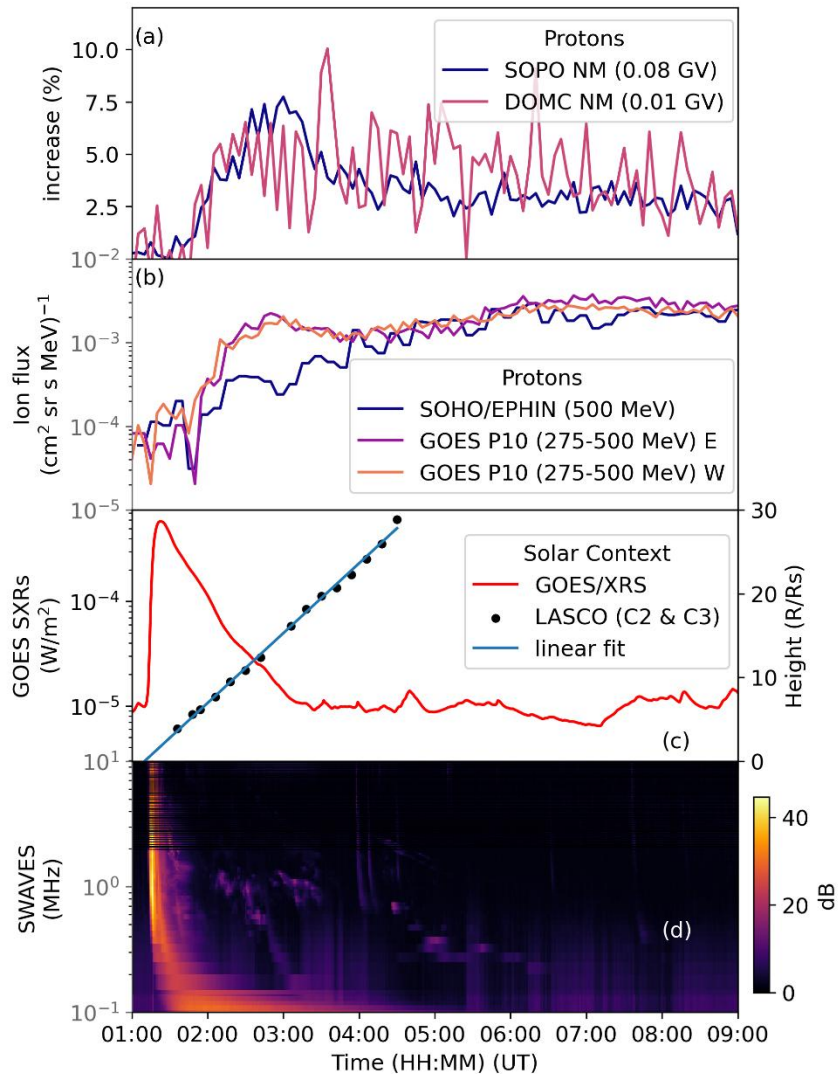 (a)
Protons
SOPO NM (0.08 GV)
DOMC NM (0.01 GV)
increase (%)
10.0
7.5
5.0
2.5
10⁻²
(b)
Protons
SOHO/EPHIN (500 MeV)
GOES P10 (275-500 MeV) E
GOES P10 (275-500 MeV) W
Ion flux
(cm² sr s MeV)⁻¹
10⁻³
10⁻⁴
10⁻⁵
Solar Context
GOES/XRS
LASCO (C2 & C3)
linear fit
(c)
GOES SXRs
(W/m²)
10⁻⁴
10⁻⁵
10¹
30
20
10
0
Height (R/Rs)
(d)
SWAVES
(MHz)
10⁰
10⁻¹
40
20
0
dB
01:00 02:00 03:00 04:00 05:00 06:00 07:00 08:00 09:00
Time (HH:MM) (UT)